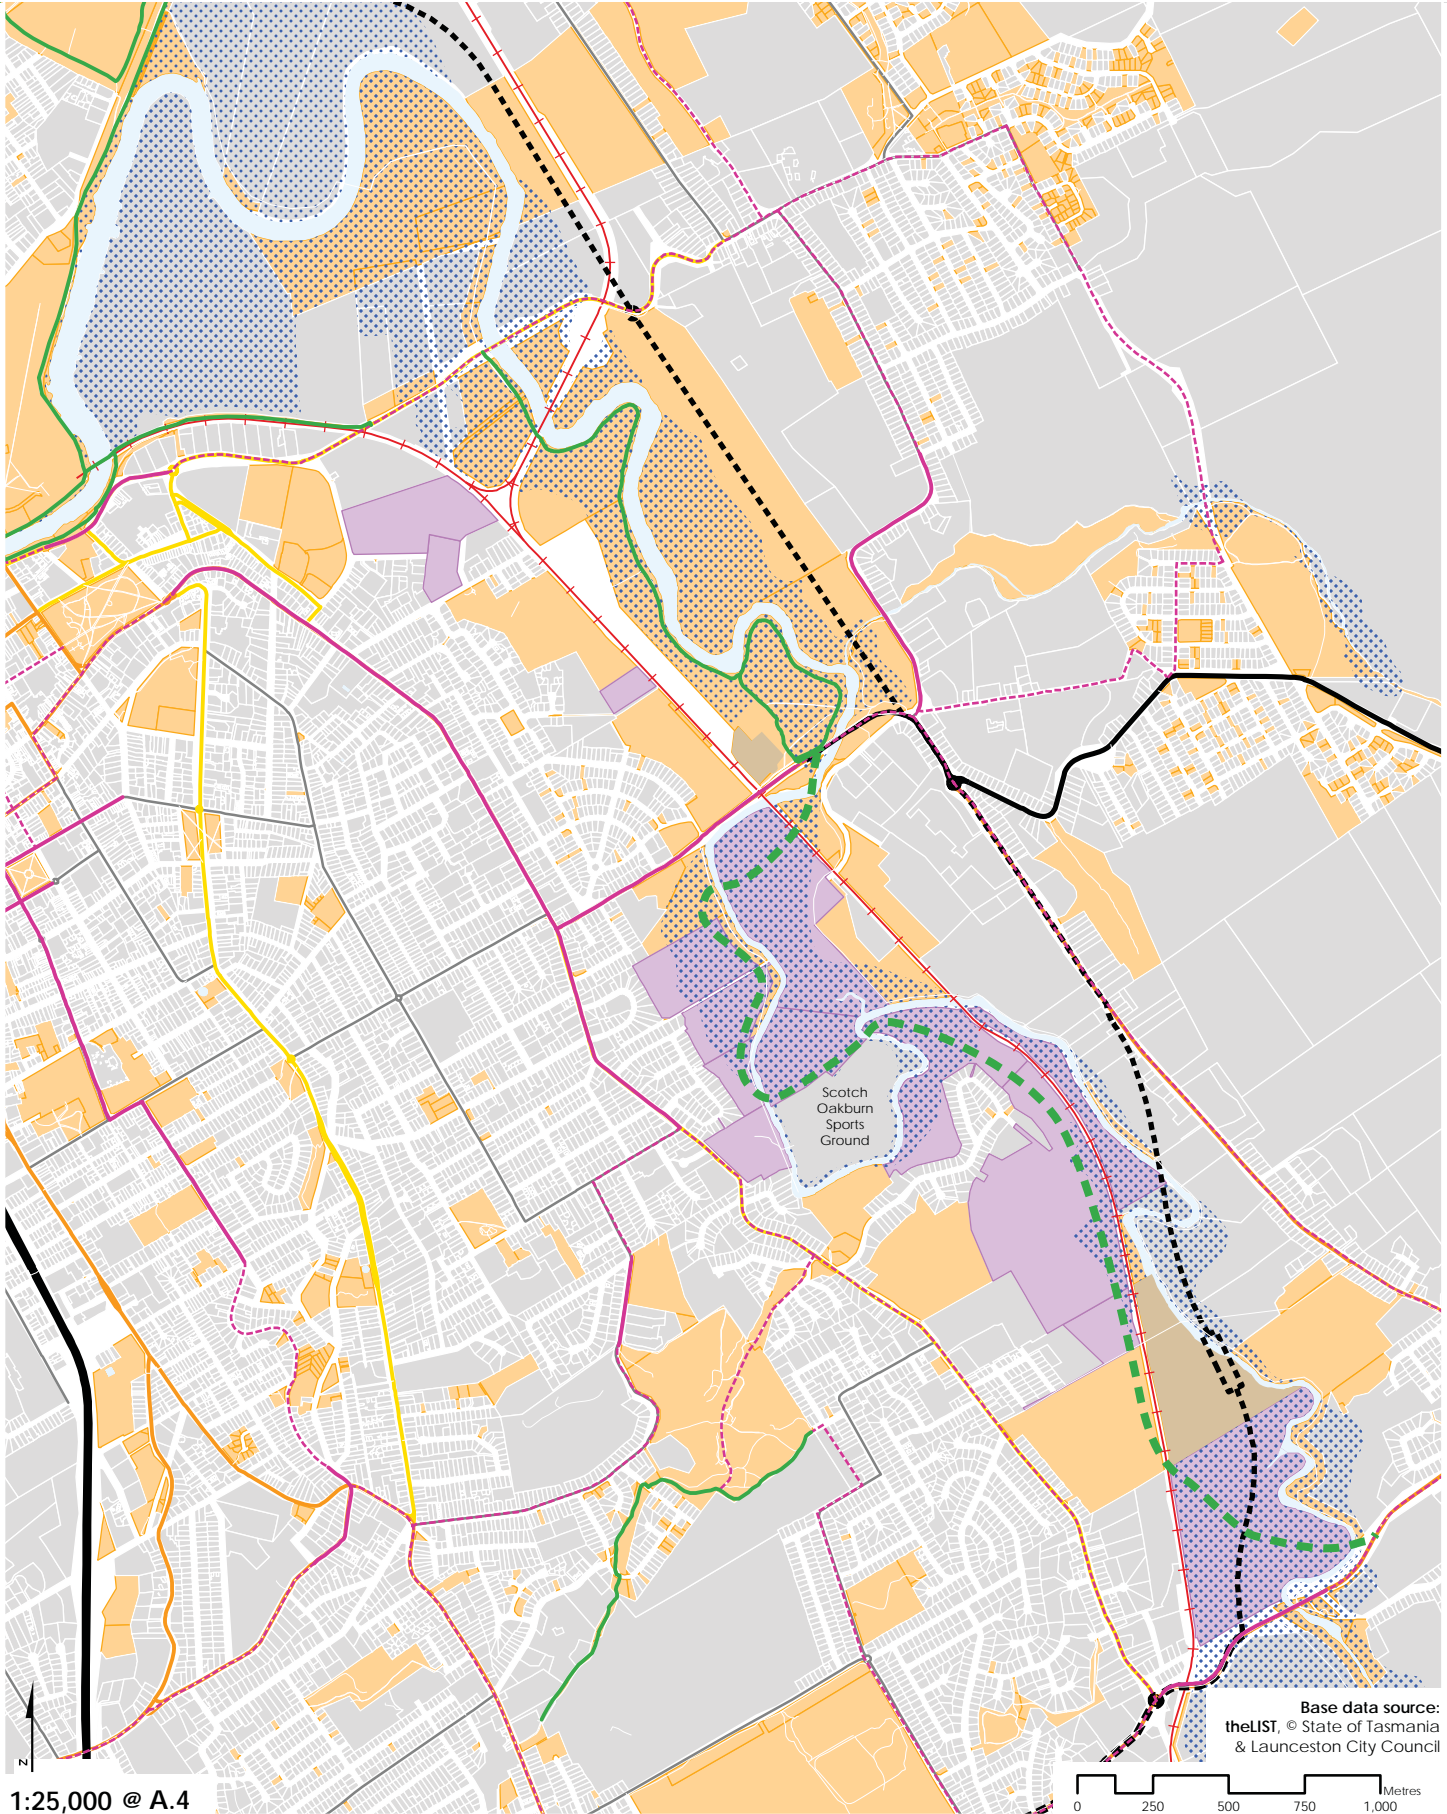 Scotch
Oakburn
Sports
Ground
Base data source:
theLIST, © State of Tasmania
& Launceston City Council
N
1:25,000 @ A.4
Metres
0 250 500 750 1,000